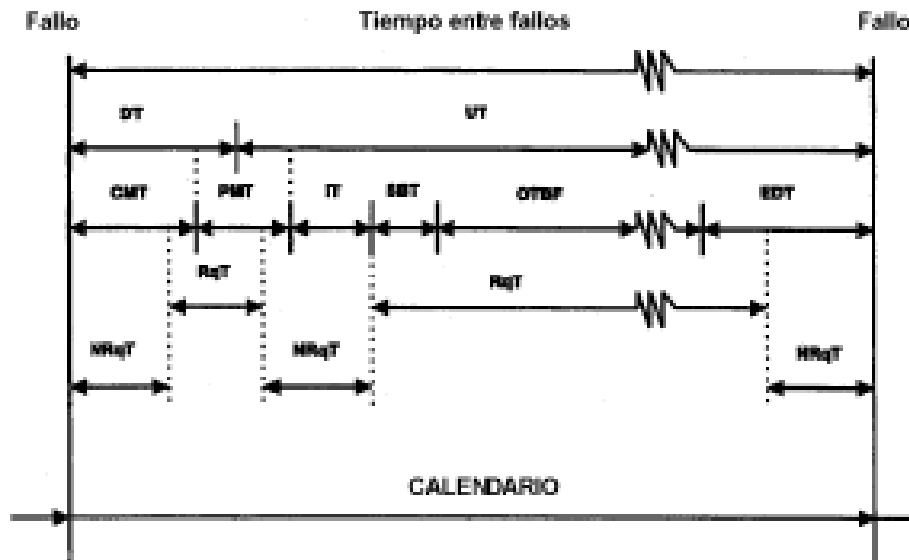 Fallo Tiempo entre fallos Fallo
DT UT
CMT PMT IT SBT OTBF EDT
RqT RqT
NRqT NRqT NRqT
CALENDARIO